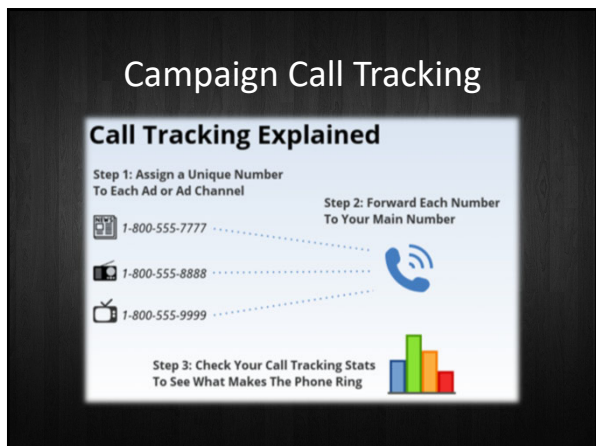 Campaign Call Tracking
Call Tracking Explained
Step 1: Assign a Unique Number
To Each Ad or Ad Channel
Step 2: Forward Each Number
To Your Main Number
NEWS
1-800-555-7777
1-800-555-8888
1-800-555-9999
Step 3: Check Your Call Tracking Stats
To See What Makes The Phone Ring